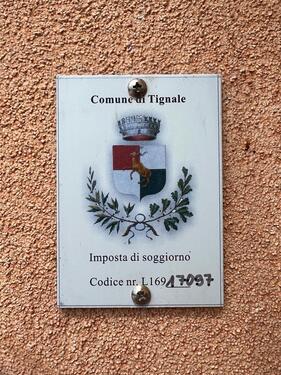 Comune di Tignale
Imposta di soggiorno
Codice nr. L169 17097